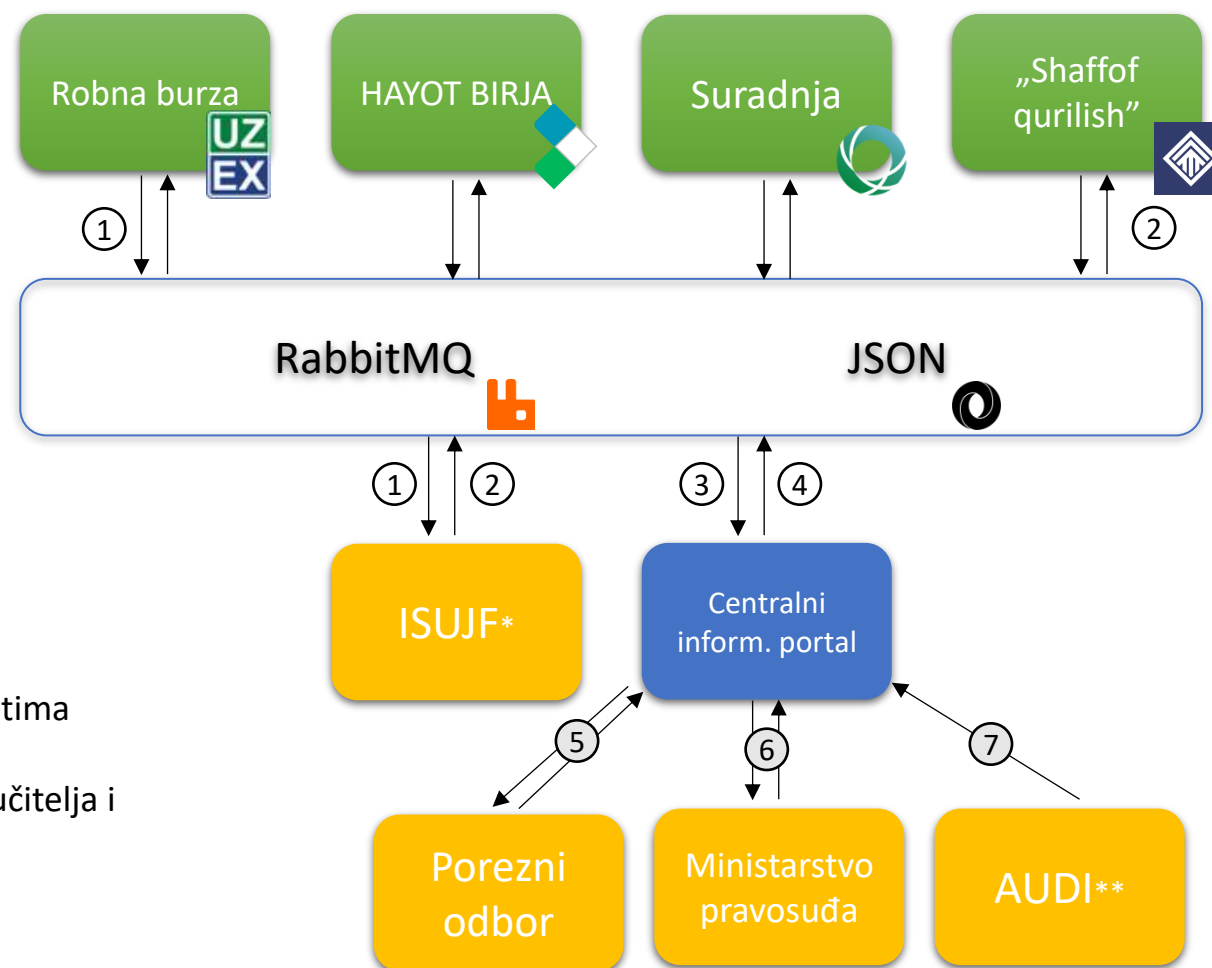 Robna burza
UZ
EX
HAYOT BIRJA
Suradnja
„Shaffof
qurilish”
1
2
RabbitMQ
JSON
1
2
3
4
ISUJF*
Centralni
inform. portal
tima
učitelja i
5
6
7
Porezni
odbor
Ministarstvo
pravosuđa
AUDI**